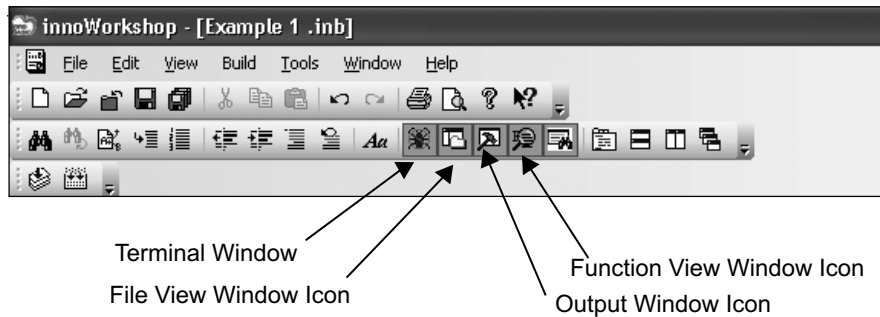 innoWorkshop - [Example 1 .inb]
File Edit View Build Tools Window Help
Aa
Terminal Window
Function View Window Icon
File View Window Icon
Output Window Icon